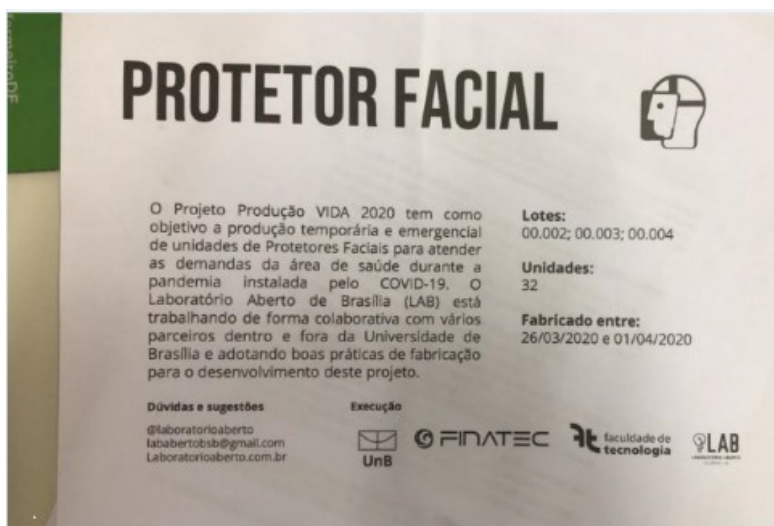 PROTETOR FACIAL
O Projeto Produção VIDA 2020 tem como
objetivo a produção temporária e emergencial
de unidades de Protetores Faciais para atender
as demandas da área de saúde durante a
pandemia instalada pelo COVID-19. O
Laboratório Aberto de Brasília (LAB) está
trabalhando de forma colaborativa com vários
parceiros dentro e fora da Universidade de
Brasília e adotando boas práticas de fabricação
para o desenvolvimento deste projeto.
Lotes:
00.002; 00.003; 00.004
Unidades:
32
Fabricado entre:
26/03/2020 e 01/04/2020
Dúvidas e sugestões
@laboratorioaberto
lababertobsb@gmail.com
Laboratorioaberto.com.br
Execução
UnB
FINATEC
ft faculdade de
tecnologia
LAB
LABORATÓRIO ABERTO